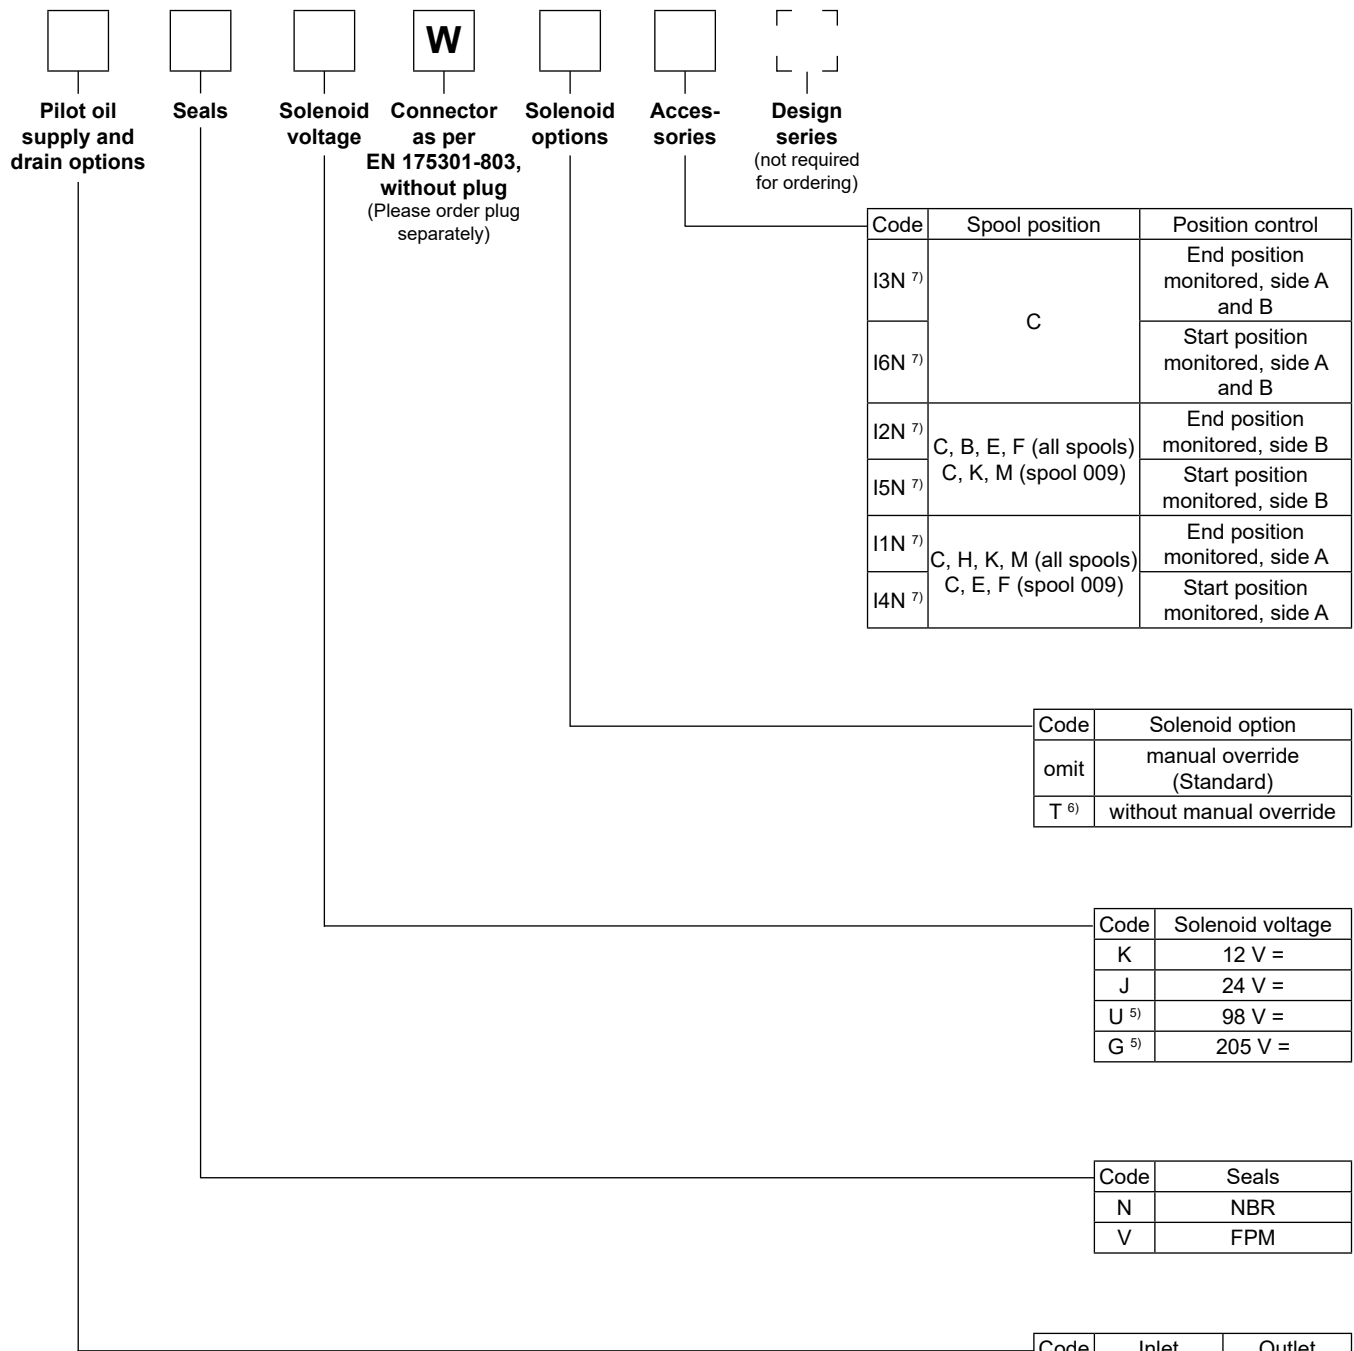 W
Pilot oil
supply and
drain options
Seals
Solenoid
voltage
Connector
as per
EN 175301-803,
without plug
(Please order plug
separately)
Solenoid
options
Acces-
sories
Design
series
(not required
for ordering)
Code Spool position Position control
I3N 7) C End position
monitored, side A
and B
I6N 7) Start position
monitored, side A
and B
I2N 7) C, B, E, F (all spools)
C, K, M (spool 009) End position
monitored, side B
I5N 7) Start position
monitored, side B
I1N 7) C, H, K, M (all spools)
C, E, F (spool 009) End position
monitored, side A
I4N 7) Start position
monitored, side A
Code Solenoid option
omit manual override
(Standard)
T 6) without manual override
Code Solenoid voltage
K 12 V =
J 24 V =
U 5) 98 V =
G 5) 205 V =
Code Seals
N NBR
V FPM
Code Inlet Outlet